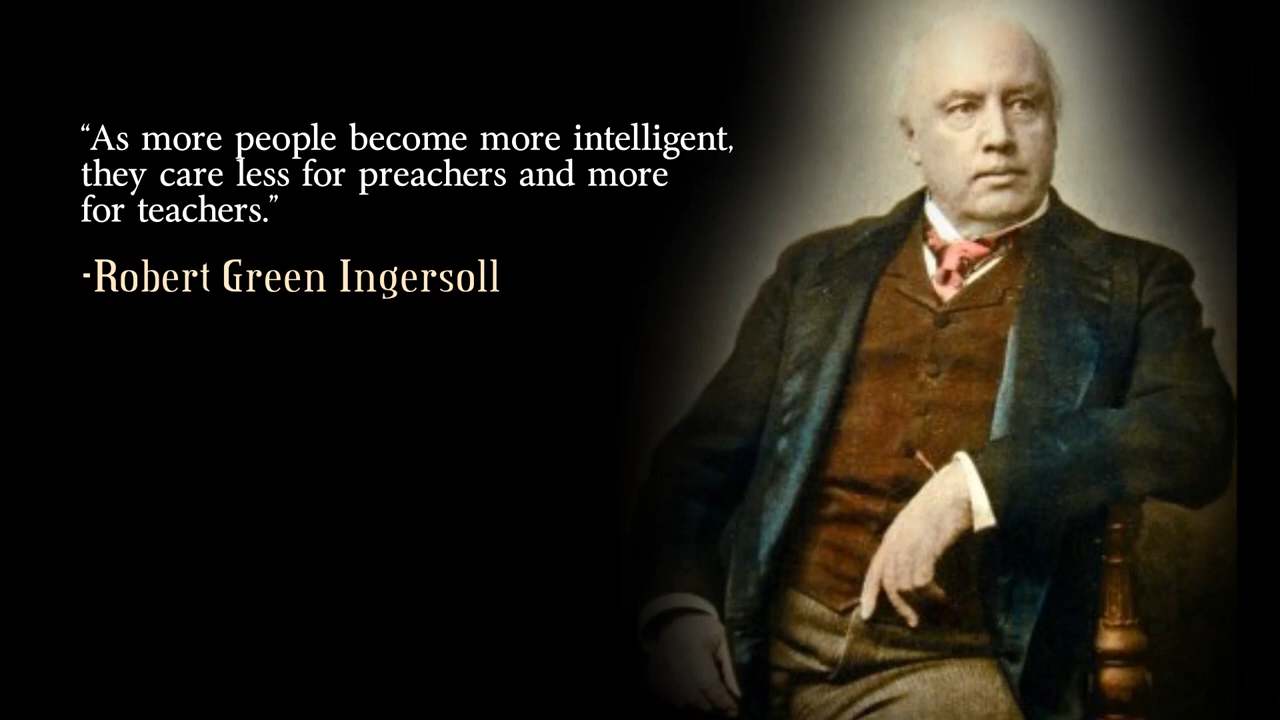 “As more people become more intelligent,
they care less for preachers and more
for teachers.”
-Robert Green Ingersoll